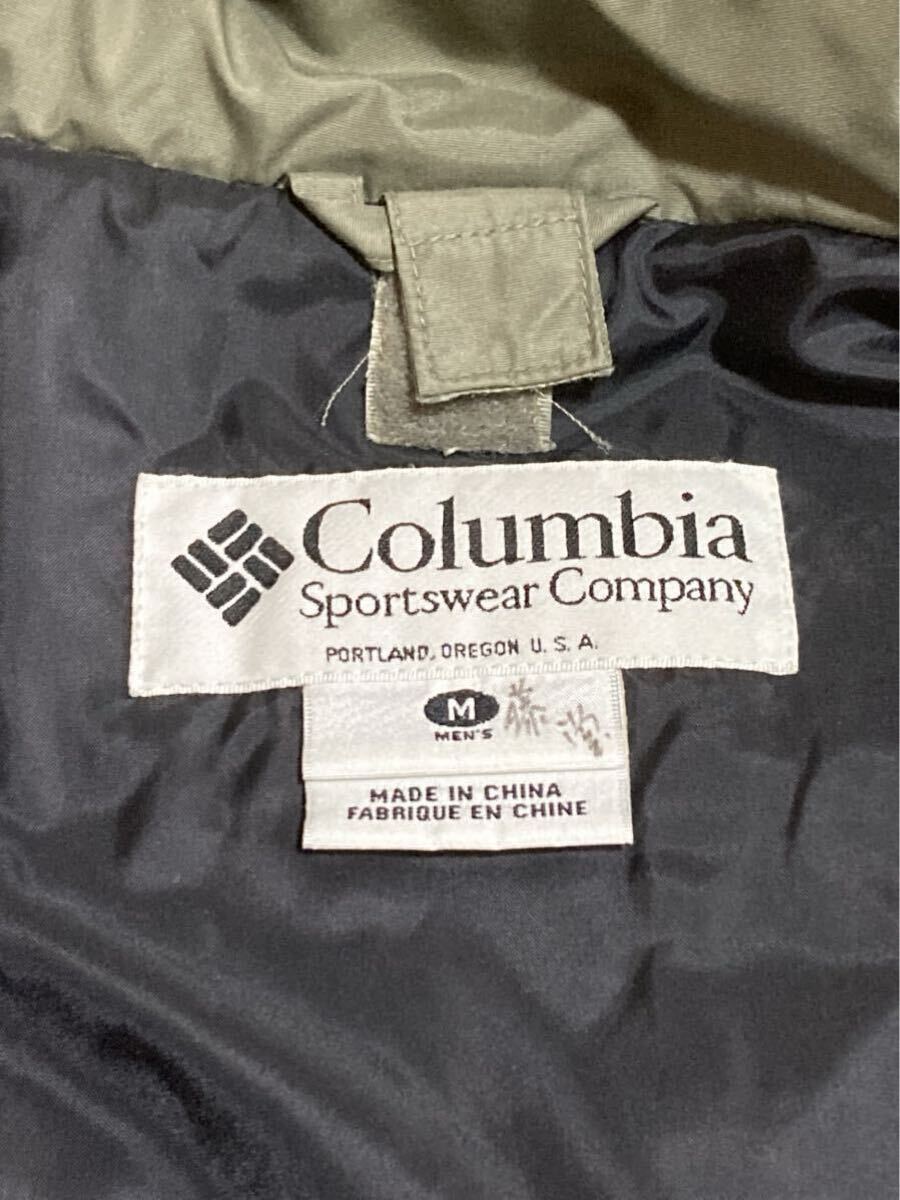 Columbia
Sportswear Company
PORTLAND, OREGON U. S. A.
M
MEN'S
MADE IN CHINA
FABRIQUE EN CHINE